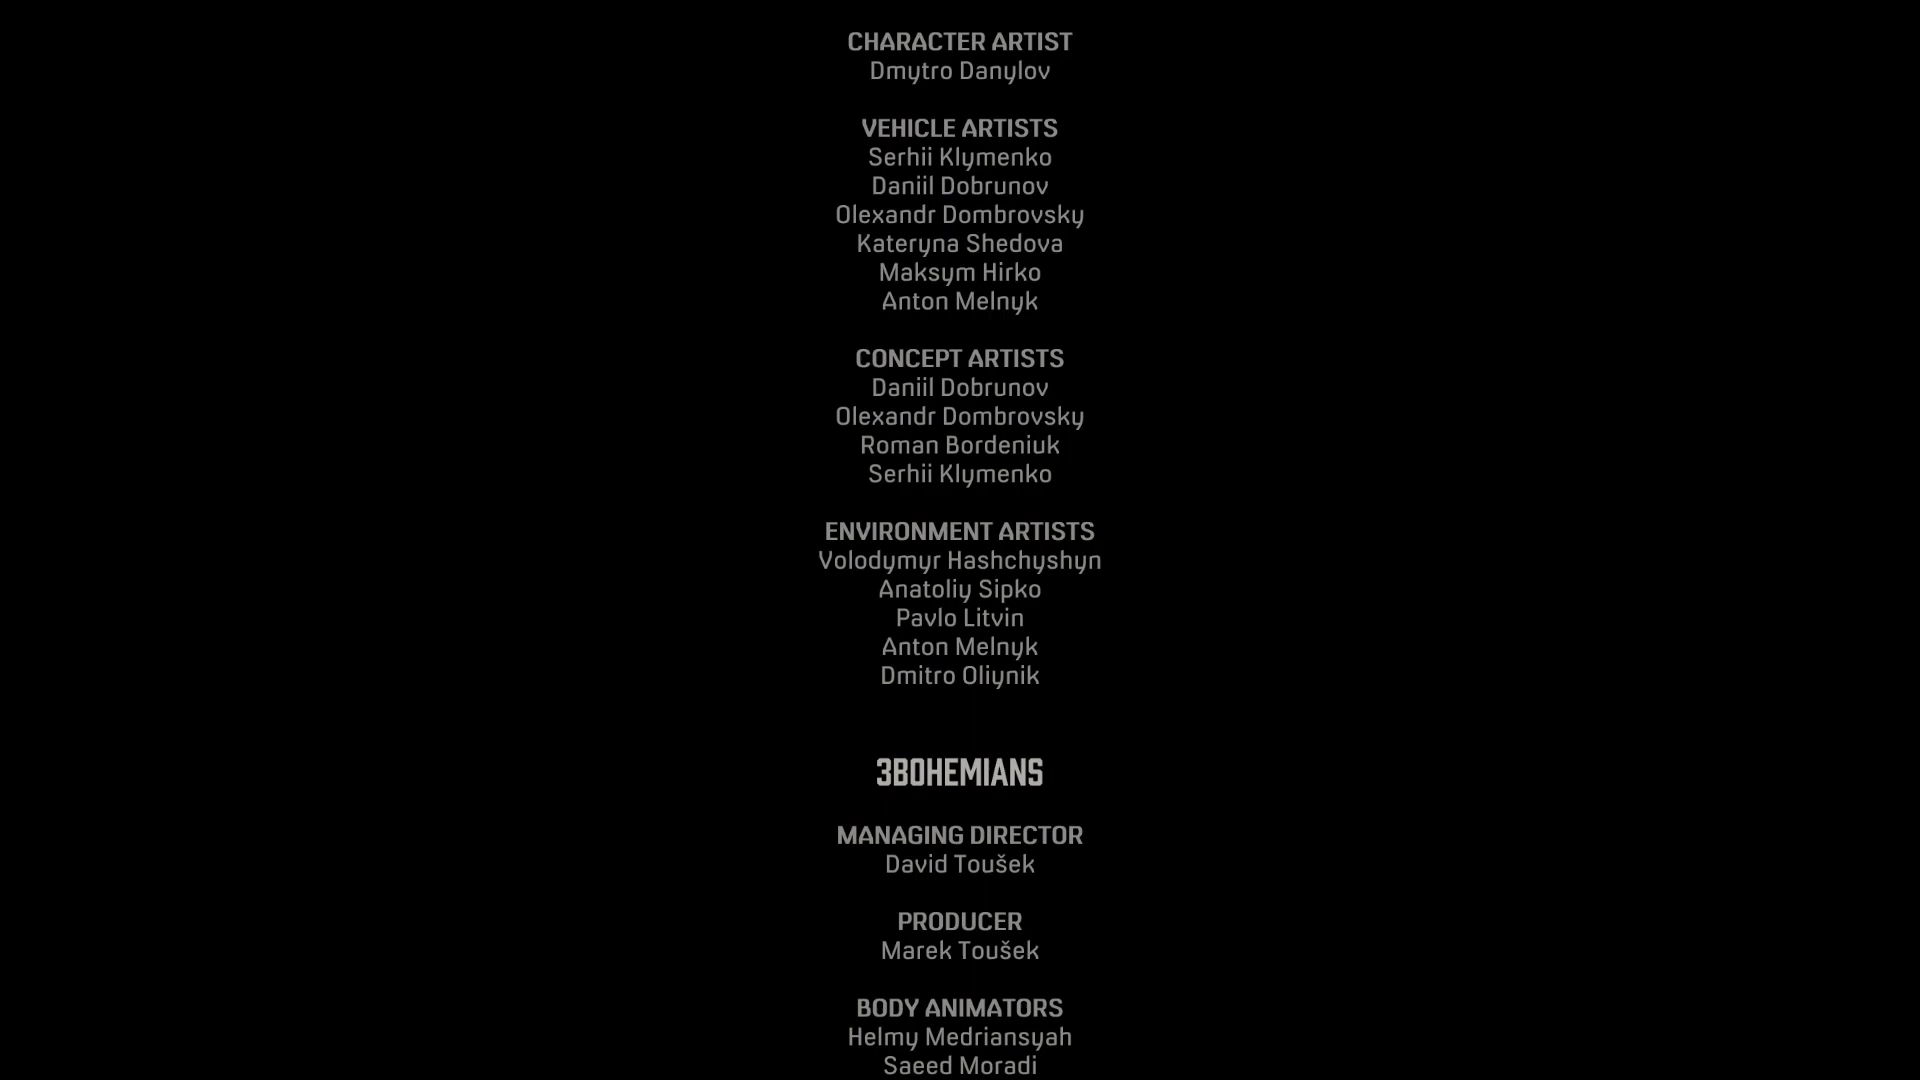 CHARACTER ARTIST
Dmytro Danylov
VEHICLE ARTISTS
Serhii Klymenko
Daniil Dobrunov
Olexandr Dombrovsky
Kateryna Shedova
Maksym Hirko
Anton Melnyk
CONCEPT ARTISTS
Daniil Dobrunov
Olexandr Dombrovsky
Roman Bordeniuk
Serhii Klymenko
ENVIRONMENT ARTISTS
Volodymyr Hashchyshyn
Anatoliy Sipko
Pavlo Litvin
Anton Melnyk
Dmitro Oliynik
3BOHEMIANS
MANAGING DIRECTOR
David Toušek
PRODUCER
Marek Toušek
BODY ANIMATORS
Helmy Medriansyah
Saeed Moradi